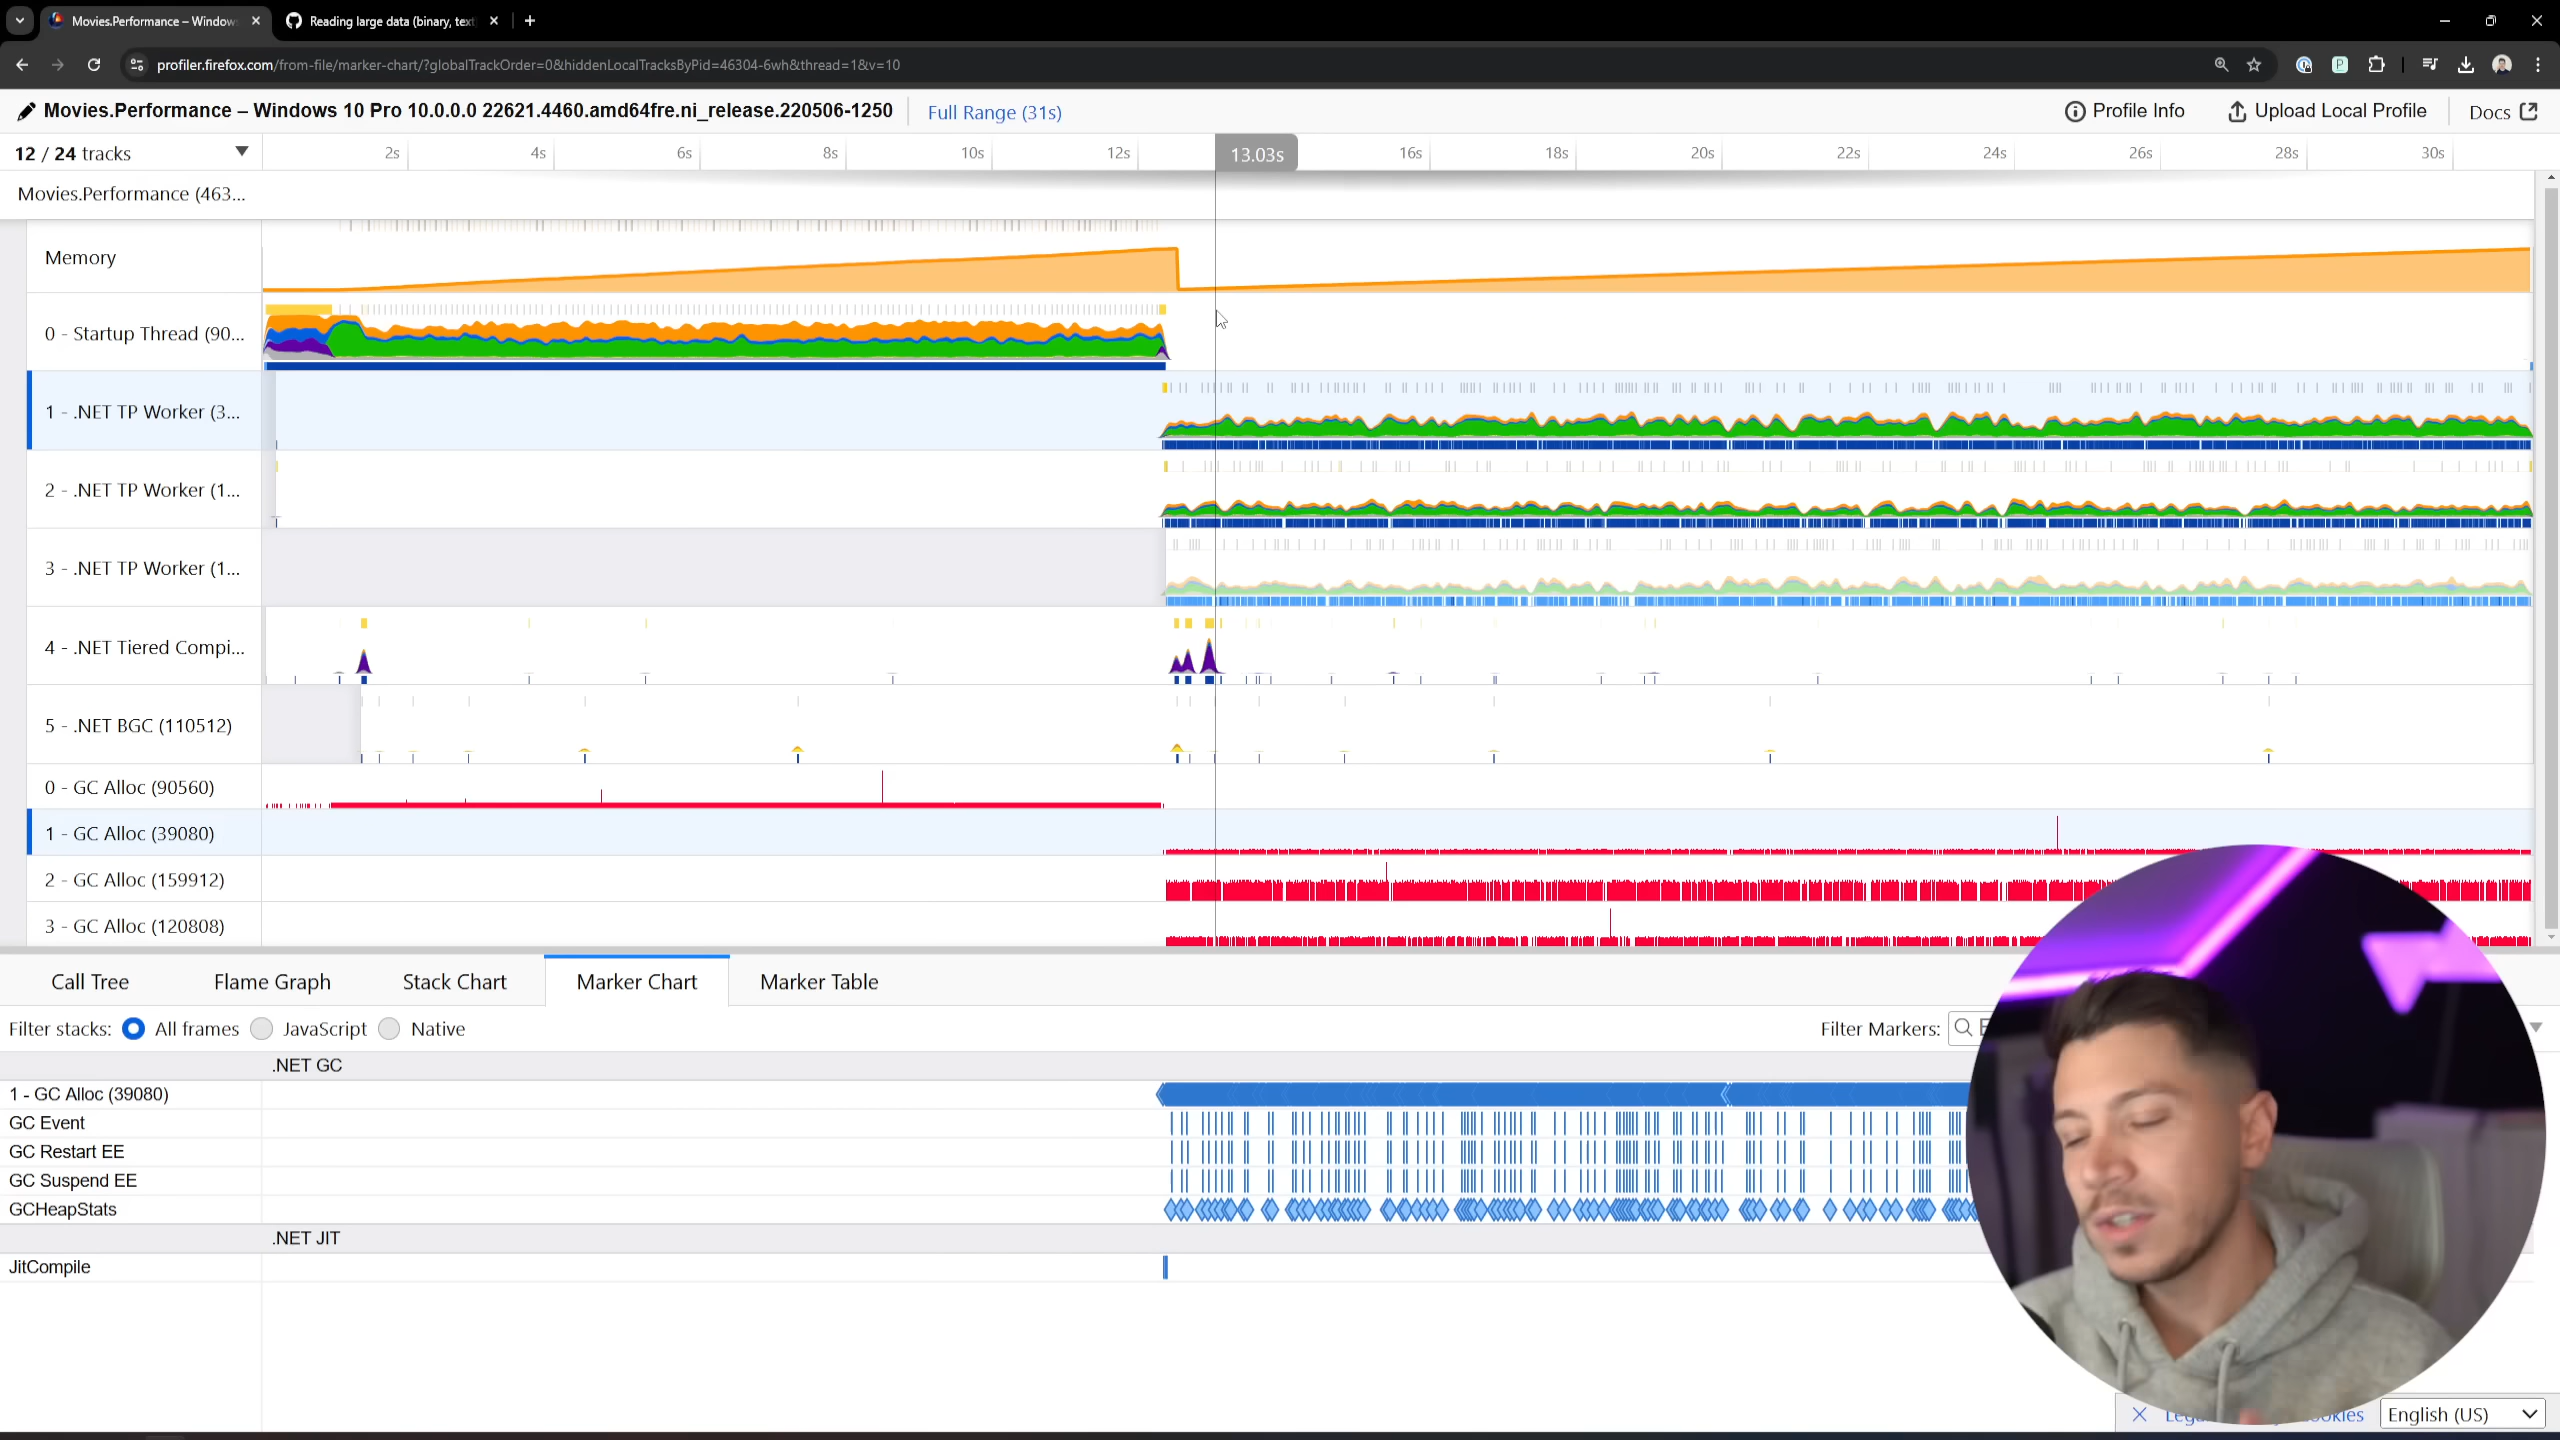 Movies.Performance – Window
Reading large data (binary, text
profiler.firefox.com/from-file/marker-chart/?globalTrackOrder=0&hiddenLocalTracksByPid=46304-6wh&thread=1&v=10
Movies.Performance – Windows 10 Pro 10.0.0.0 22621.4460.amd64fre.ni_release.220506-1250
Full Range (31s)
Profile Info
Upload Local Profile
Docs
12 / 24 tracks
2s 4s 6s 8s 10s 12s 13.03s 16s 18s 20s 22s 24s 26s 28s 30s
Movies.Performance (463...
Memory
0 - Startup Thread (90...
1 - .NET TP Worker (3...
2 - .NET TP Worker (1...
3 - .NET TP Worker (1...
4 - .NET Tiered Compi...
5 - .NET BGC (110512)
0 - GC Alloc (90560)
1 - GC Alloc (39080)
2 - GC Alloc (159912)
3 - GC Alloc (120808)
Call Tree Flame Graph Stack Chart Marker Chart Marker Table
Filter stacks: All frames JavaScript Native
Filter Markers:
.NET GC
1 - GC Alloc (39080)
GC Event
GC Restart EE
GC Suspend EE
GCHeapStats
.NET JIT
JitCompile
English (US)